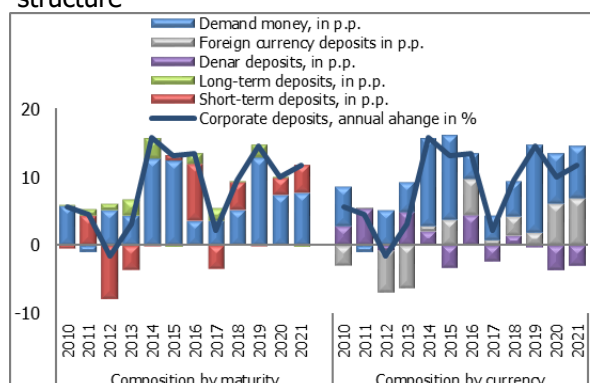 structure
Demand money, in p.p.
Foreign currency deposits in p.p.
Denar deposits, in p.p.
Long-term deposits, in p.p.
Short-term deposits, in p.p.
Corporate deposits, annual ahange in %
20
10
0
-10
2010 2011 2012 2013 2014 2015 2016 2017 2018 2019 2020 2021 2010 2011 2012 2013 2014 2015 2016 2017 2018 2019 2020 2021
Composition by maturity Composition by currency